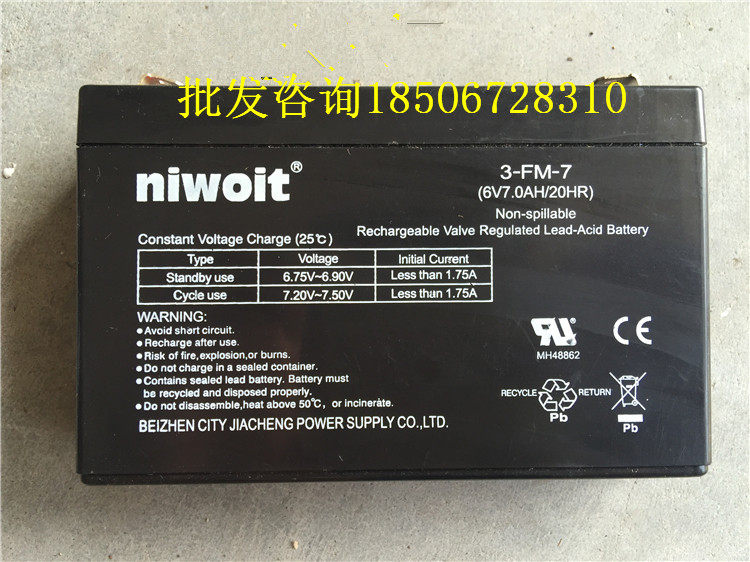 批发咨询18506728310
niwoit®
3-FM-7
(6V7.0AH/20HR)
Non-spillable
Rechargeable Valve Regulated Lead-Acid Battery
Constant Voltage Charge (25℃)
Type Voltage Initial Current
Standby use 6.75V~6.90V Less than 1.75A
Cycle use 7.20V~7.50V Less than 1.75A
WARNING:
●Avoid short circuit.
●Recharge after use.
●Risk of fire,explosion,or burns.
●Do not charge in a sealed container.
●Contains sealed lead battery. Battery must
be recycled and disposed properly.
●Do not disassemble,heat above 50℃, or incinerate.
BEIZHEN CITY JIACHENG POWER SUPPLY CO.,LTD.
MH48862
CE
RECYCLE RETURN
Pb
Pb